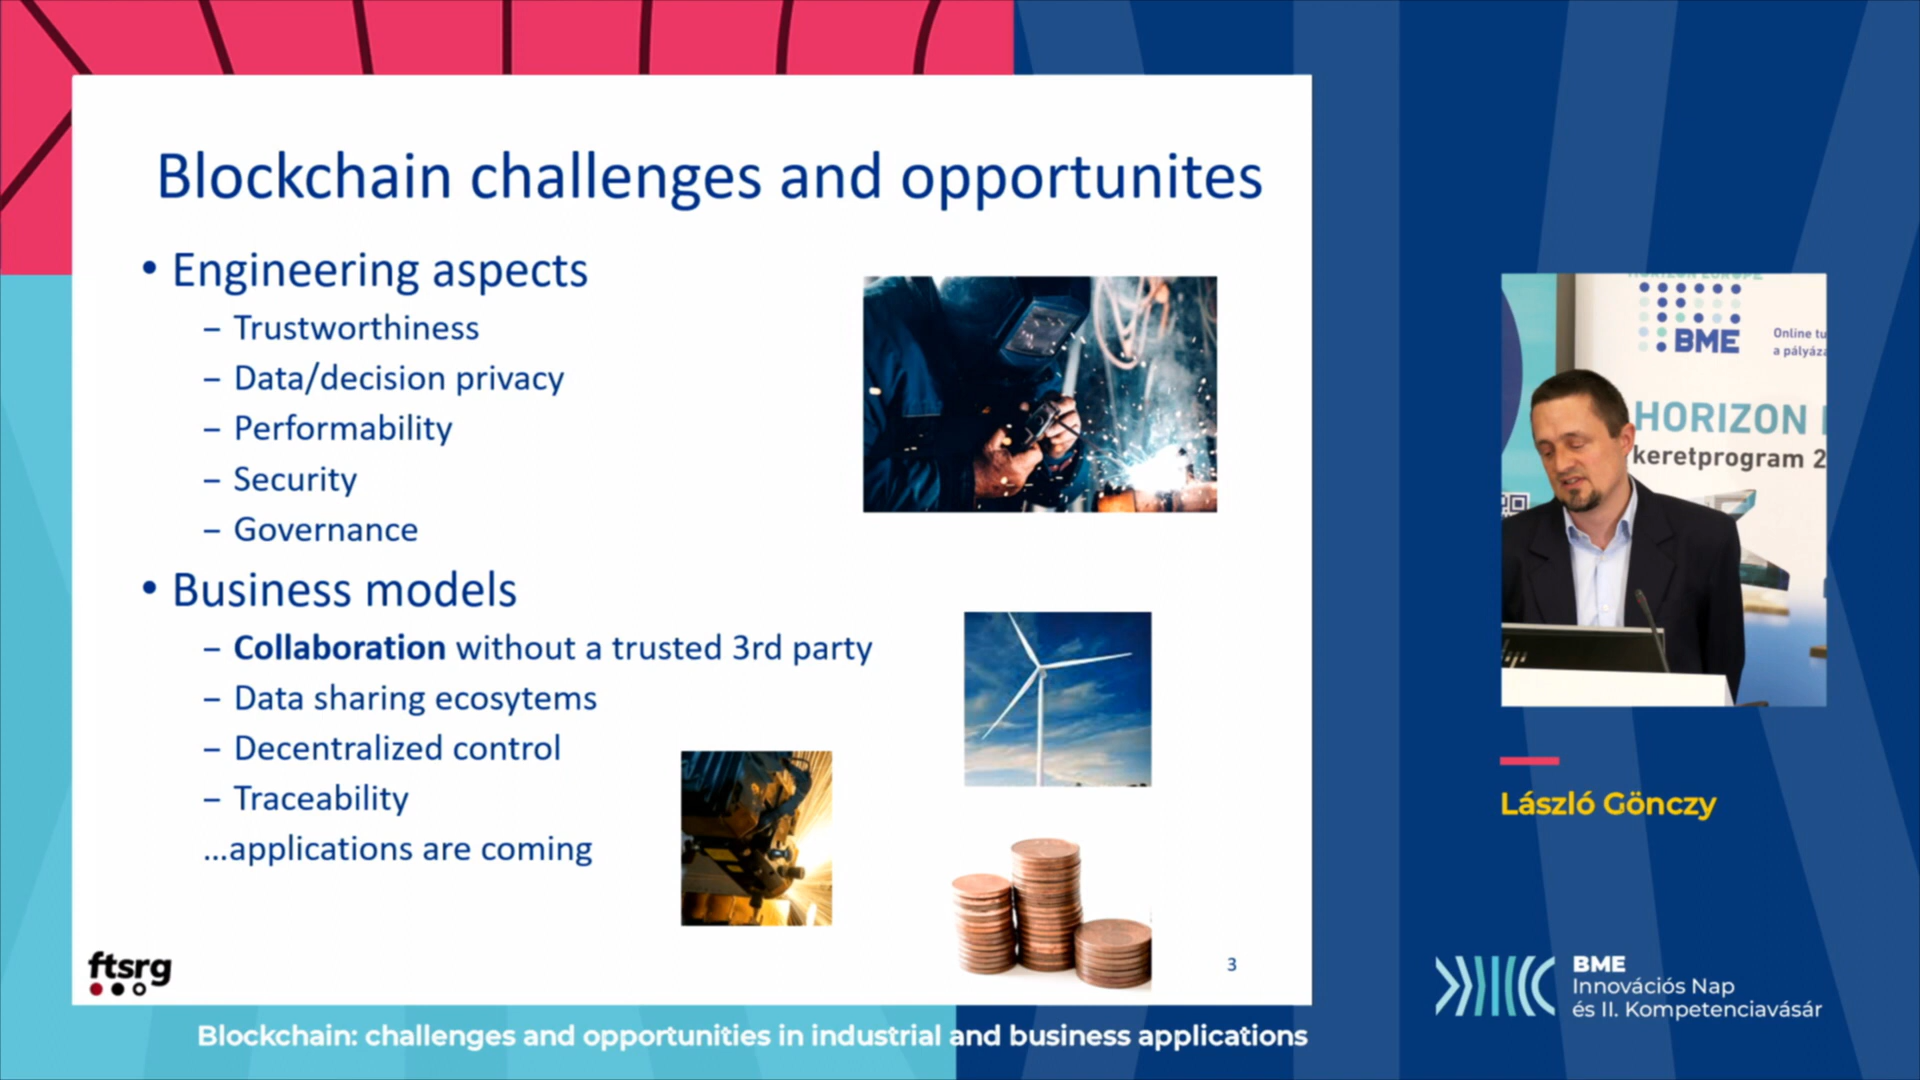 Blockchain challenges and opportunites
• Engineering aspects
– Trustworthiness
– Data/decision privacy
– Performability
– Security
– Governance
• Business models
– Collaboration without a trusted 3rd party
– Data sharing ecosytems
– Decentralized control
– Traceability
...applications are coming
ftsrg
3
Blockchain: challenges and opportunities in industrial and business applications
HORIZON EUROPE
BME
Online tu
a pályáza
HORIZON
keretprogram 2
László Gönczy
BME
Innovációs Nap
és II. Kompetenciavásár